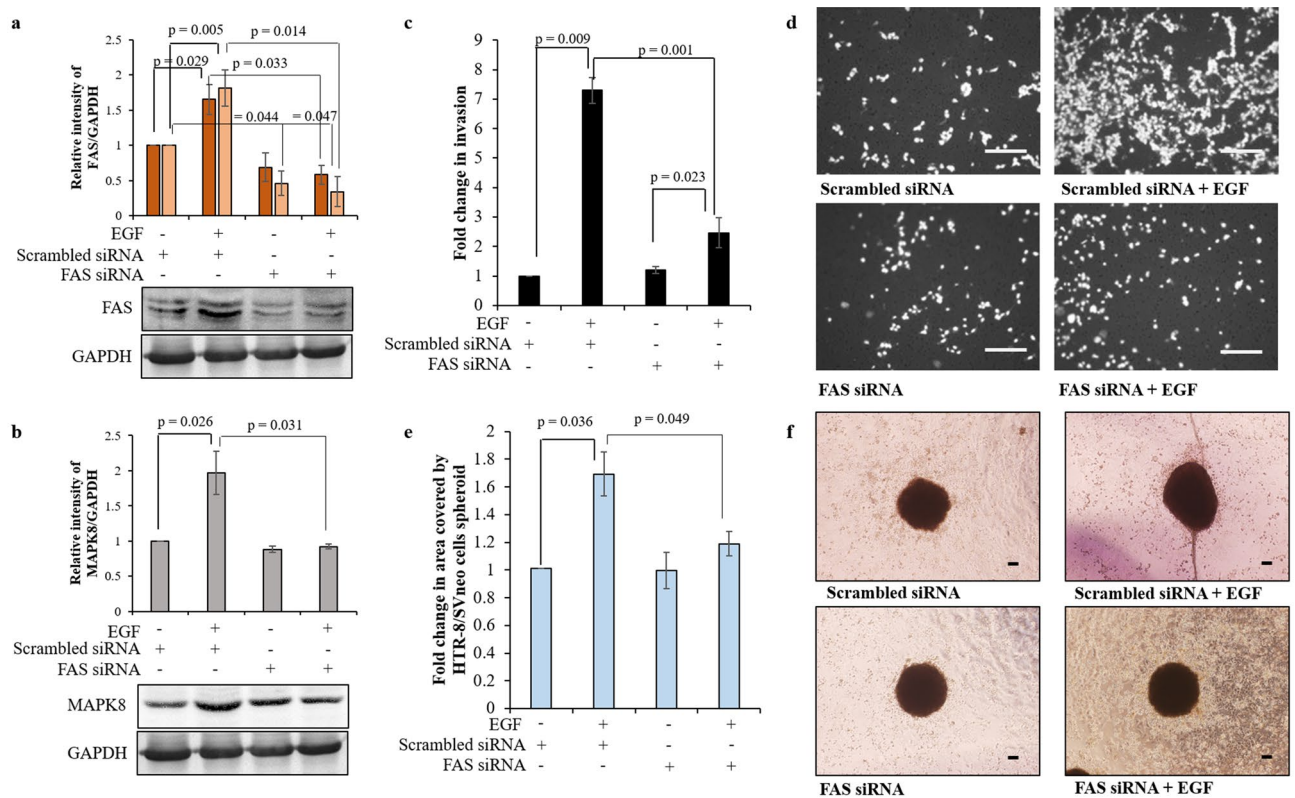 a
p = 0.005
p = 0.014
p = 0.029
p = 0.033
= 0.044
= 0.047
Relative intensity of
FAS/GAPDH
2.5
2
1.5
1
0.5
0
EGF - + - +
Scrambled siRNA + + - -
FAS siRNA - - + +
FAS
GAPDH
b
p = 0.026
p = 0.031
Relative intensity of
MAPK8/GAPDH
2.5
2
1.5
1
0.5
0
EGF - + - +
Scrambled siRNA + + - -
FAS siRNA - - + +
MAPK8
GAPDH
c
p = 0.009
p = 0.001
p = 0.023
Fold change in invasion
9
8
7
6
5
4
3
2
1
0
EGF - + - +
Scrambled siRNA + + - -
FAS siRNA - - + +
d
Scrambled siRNA
Scrambled siRNA + EGF
FAS siRNA
FAS siRNA + EGF
e
p = 0.036
p = 0.049
Fold change in area covered by
HTR-8/SVneo cells spheroid
2
1.8
1.6
1.4
1.2
1
0.8
0.6
0.4
0.2
0
EGF - + - +
Scrambled siRNA + + - -
FAS siRNA - - + +
f
Scrambled siRNA
Scrambled siRNA + EGF
FAS siRNA
FAS siRNA + EGF